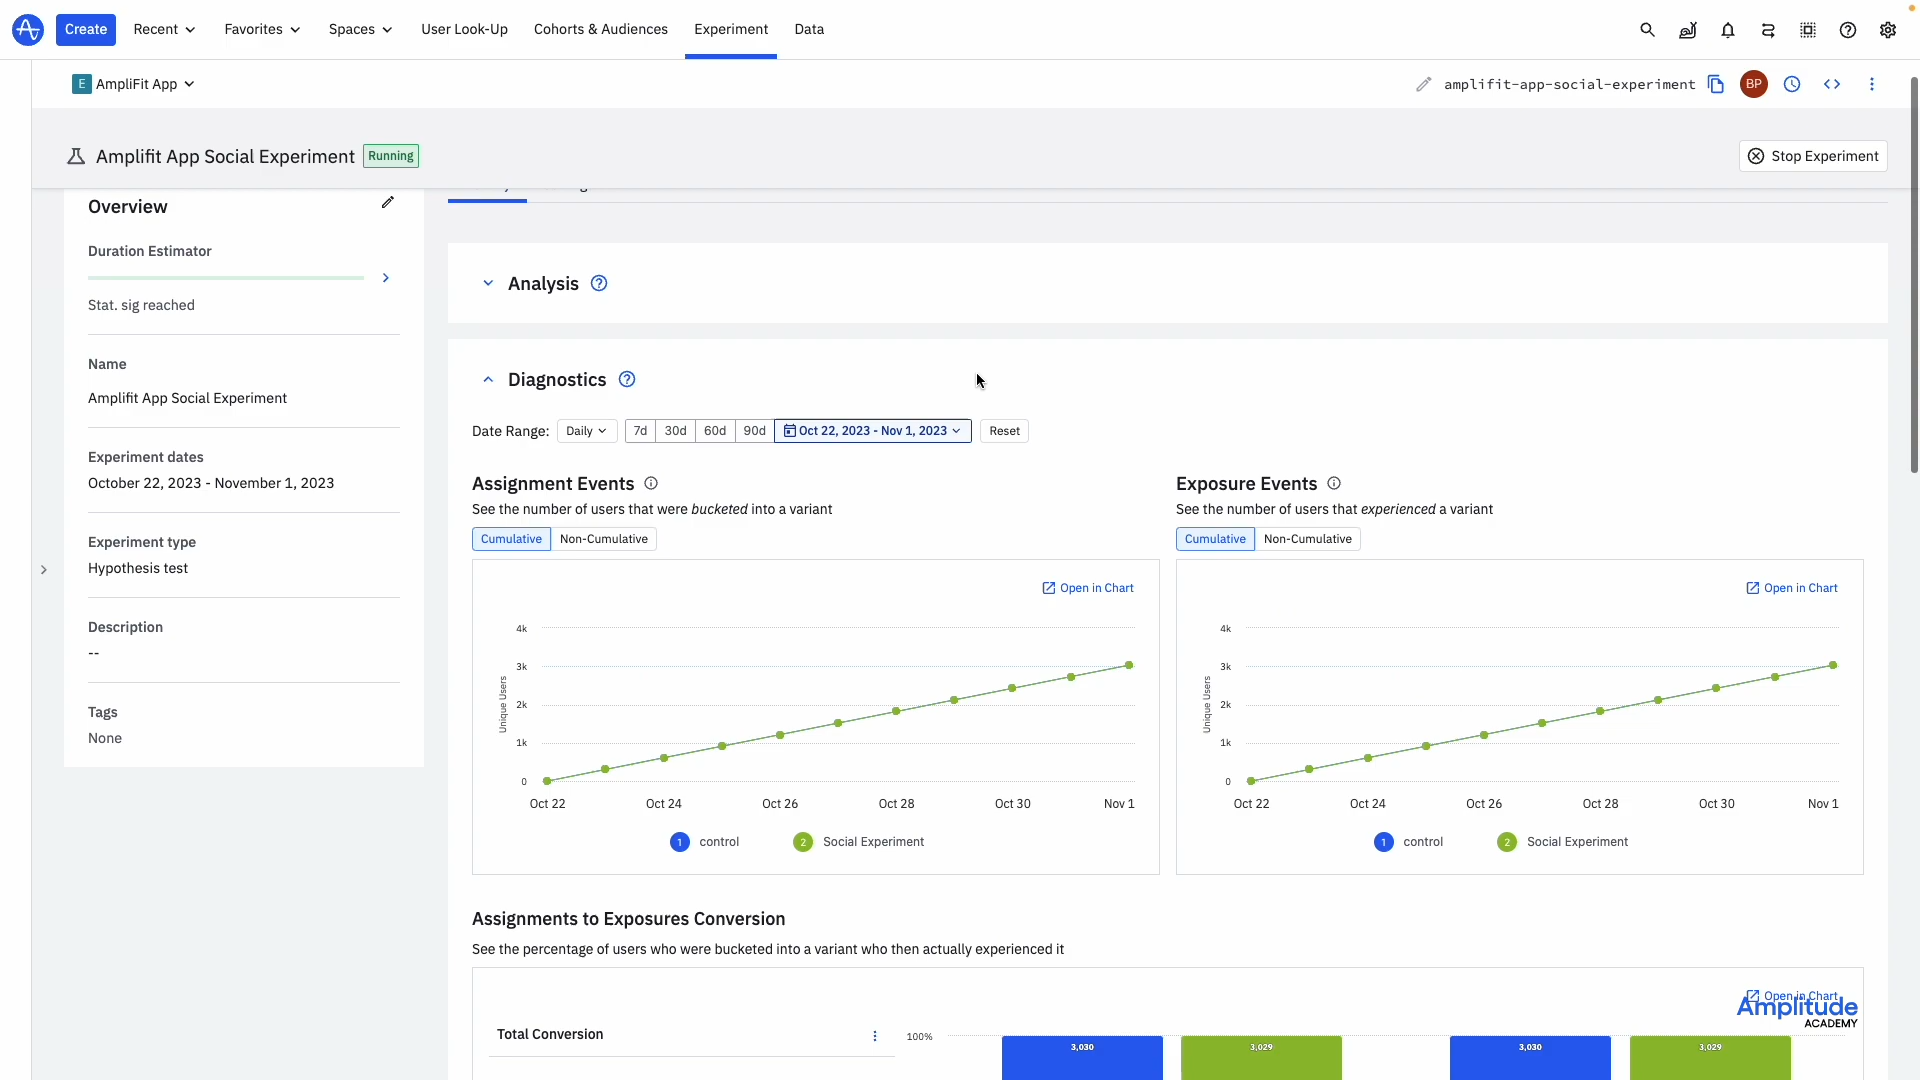 Create
Recent
Favorites
Spaces
User Look-Up
Cohorts & Audiences
Experiment
Data
E AmpliFit App
amplifit-app-social-experiment
BP
Amplifit App Social Experiment
Running
Stop Experiment
Overview
Duration Estimator
Stat. sig reached
Name
Amplifit App Social Experiment
Experiment dates
October 22, 2023 - November 1, 2023
Experiment type
Hypothesis test
Description
--
Tags
None
Analysis
Diagnostics
Date Range:
Daily
7d
30d
60d
90d
Oct 22, 2023 - Nov 1, 2023
Reset
Assignment Events
See the number of users that were bucketed into a variant
Cumulative
Non-Cumulative
Open in Chart
Unique Users
4k
3k
2k
1k
0
Oct 22
Oct 24
Oct 26
Oct 28
Oct 30
Nov 1
1 control
2 Social Experiment
Exposure Events
See the number of users that experienced a variant
Cumulative
Non-Cumulative
Open in Chart
Unique Users
4k
3k
2k
1k
0
Oct 22
Oct 24
Oct 26
Oct 28
Oct 30
Nov 1
1 control
2 Social Experiment
Assignments to Exposures Conversion
See the percentage of users who were bucketed into a variant who then actually experienced it
Open in Chart
Amplitude
ACADEMY
Total Conversion
100%
3,030
3,029
3,030
3,029